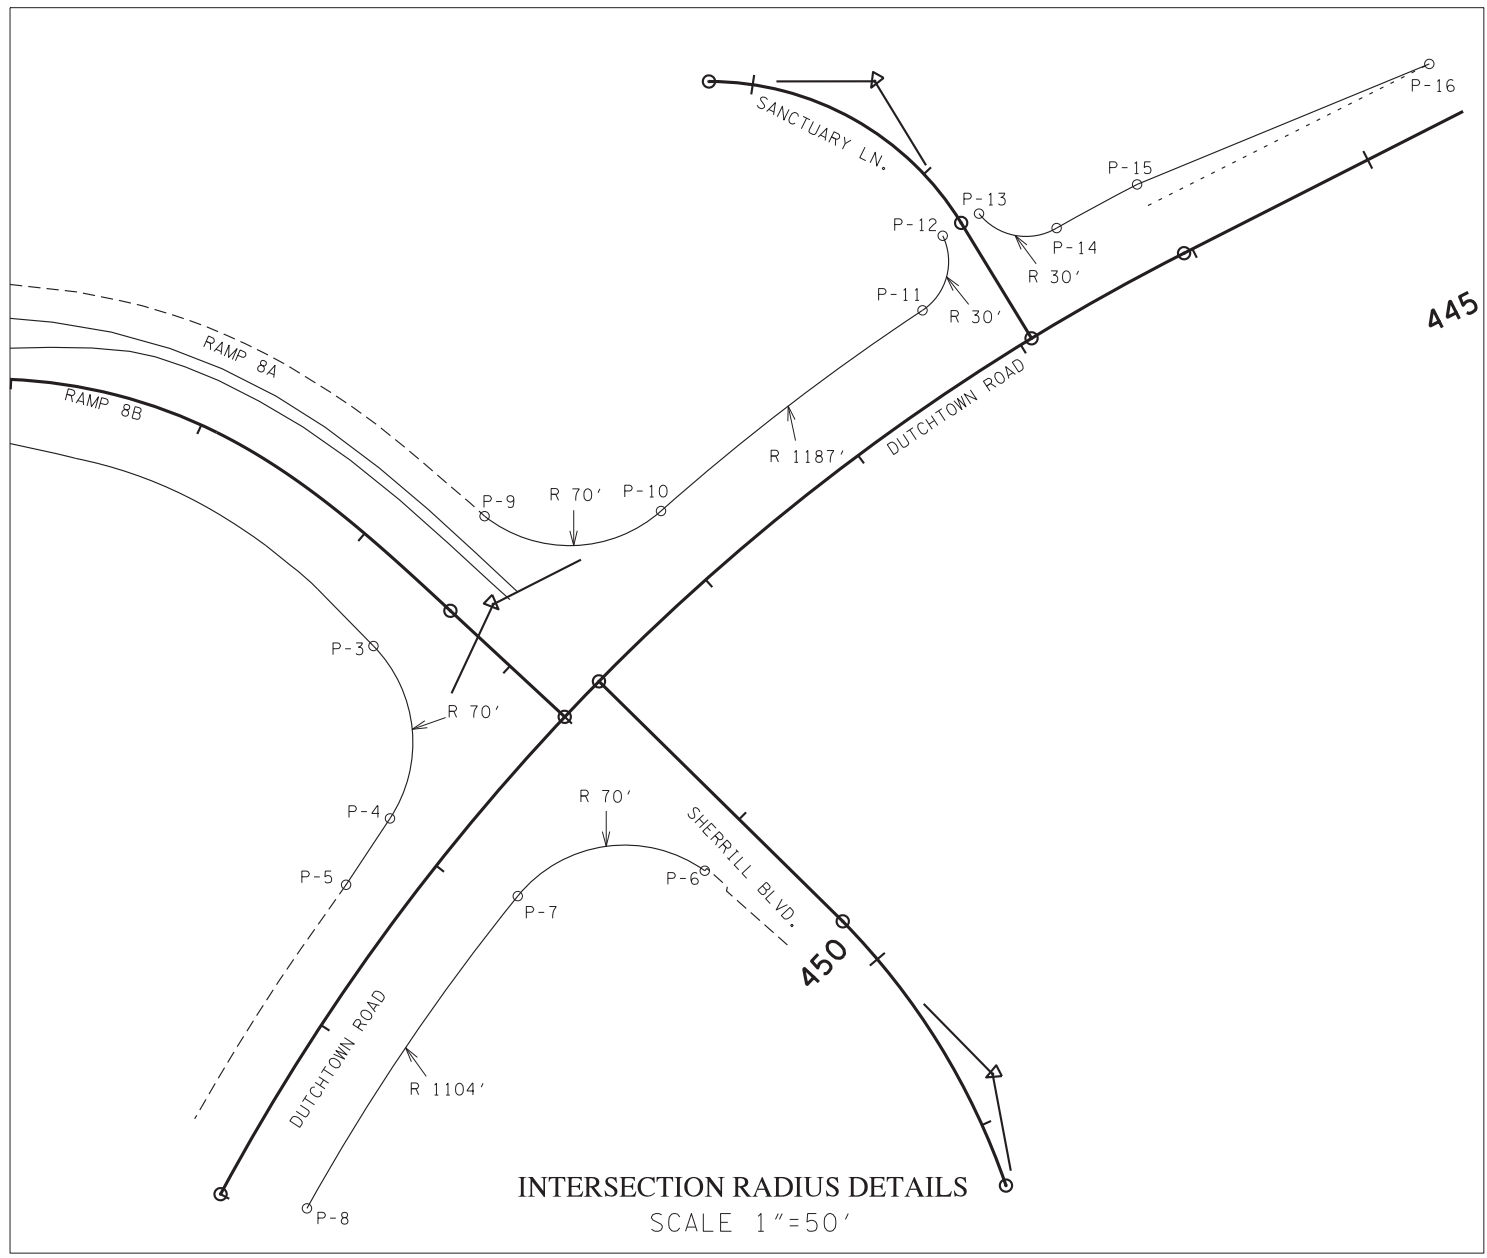 P-16
SANCTUARY LN.
P-15
P-13
P-12
P-14
R 30′
P-11
R 30′
445
RAMP 8A
DUTCHTOWN ROAD
RAMP 8B
R 1187′
P-9
R 70′
P-10
P-3
R 70′
R 70′
P-4
SHERRILL BLVD.
P-5
P-6
P-7
450
DUTCHTOWN ROAD
R 1104′
INTERSECTION RADIUS DETAILS
P-8
SCALE 1″=50′